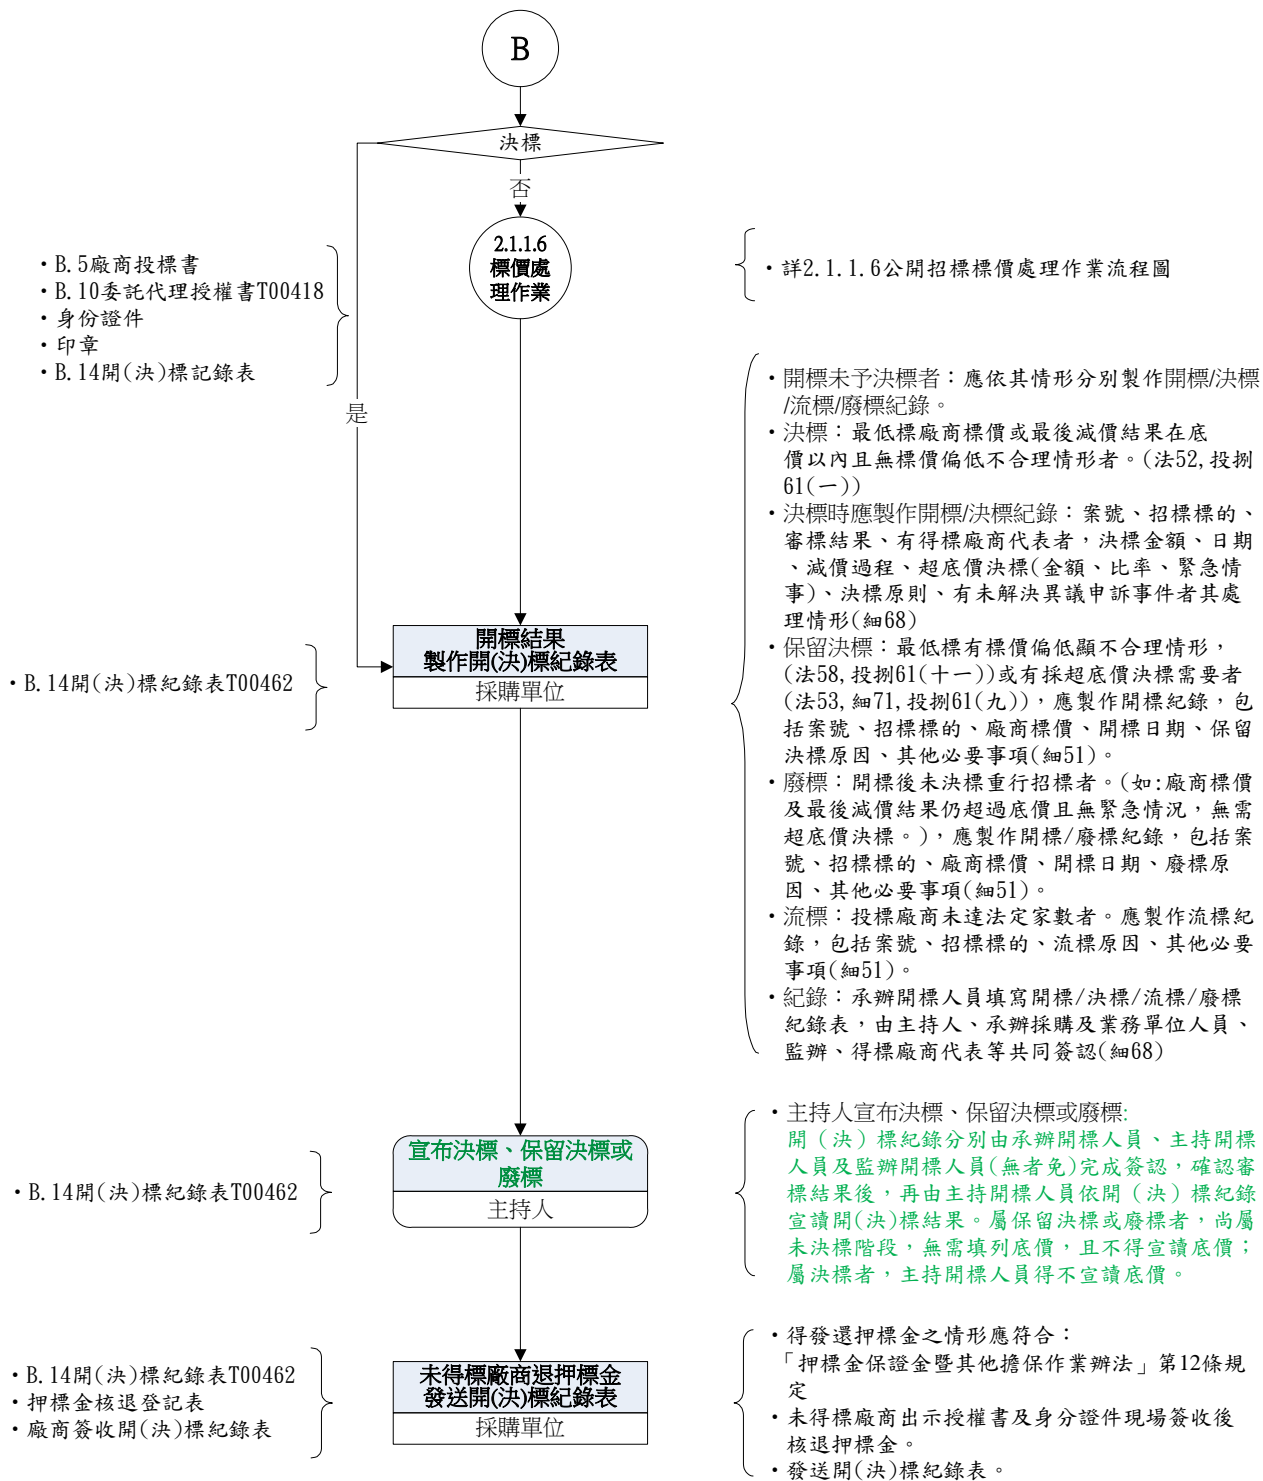 B
決標
否
是
2.1.1.6
標價處
理作業
・B.5廠商投標書
・B.10委託代理授權書T00418
・身份證件
・印章
・B.14開(決)標記錄表
・詳2.1.1.6公開招標標價處理作業流程圖
・開標未予決標者：應依其情形分別製作開標/決標
/流標/廢標紀錄。
・決標：最低標廠商標價或最後減價結果在底
價以內且無標價偏低不合理情形者。(法52,投捌
61(一))
・決標時應製作開標/決標紀錄：案號、招標標的、
審標結果、有得標廠商代表者，決標金額、日期
、減價過程、超底價決標(金額、比率、緊急情
事)、決標原則、有未解決異議申訴事件者其處
理情形(細68)
・保留決標：最低標有標價偏低顯不合理情形，
(法58,投捌61(十一))或有採超底價決標需要者
(法53,細71,投捌61(九))，應製作開標紀錄，包
括案號、招標標的、廠商標價、開標日期、保留
決標原因、其他必要事項(細51)。
・廢標：開標後未決標重行招標者。(如:廠商標價
及最後減價結果仍超過底價且無緊急情況，無需
超底價決標。)，應製作開標/廢標紀錄，包括案
號、招標標的、廠商標價、開標日期、廢標原
因、其他必要事項(細51)。
・流標：投標廠商未達法定家數者。應製作流標紀
錄，包括案號、招標標的、流標原因、其他必要
事項(細51)。
・紀錄：承辦開標人員填寫開標/決標/流標/廢標
紀錄表，由主持人、承辦採購及業務單位人員、
監辦、得標廠商代表等共同簽認(細68)
開標結果
製作開(決)標紀錄表
採購單位
・B.14開(決)標紀錄表T00462
宣布決標、保留決標或
廢標
主持人
・B.14開(決)標紀錄表T00462
・主持人宣布決標、保留決標或廢標:
開（決）標紀錄分別由承辦開標人員、主持開標
人員及監辦開標人員(無者免)完成簽認，確認審
標結果後，再由主持開標人員依開（決）標紀錄
宣讀開(決)標結果。屬保留決標或廢標者，尚屬
未決標階段，無需填列底價，且不得宣讀底價；
屬決標者，主持開標人員得不宣讀底價。
未得標廠商退押標金
發送開(決)標紀錄表
採購單位
・B.14開(決)標紀錄表T00462
・押標金核退登記表
・廠商簽收開(決)標紀錄表
・得發還押標金之情形應符合：
「押標金保證金暨其他擔保作業辦法」第12條規
定
・未得標廠商出示授權書及身分證件現場簽收後
核退押標金。
・發送開(決)標紀錄表。